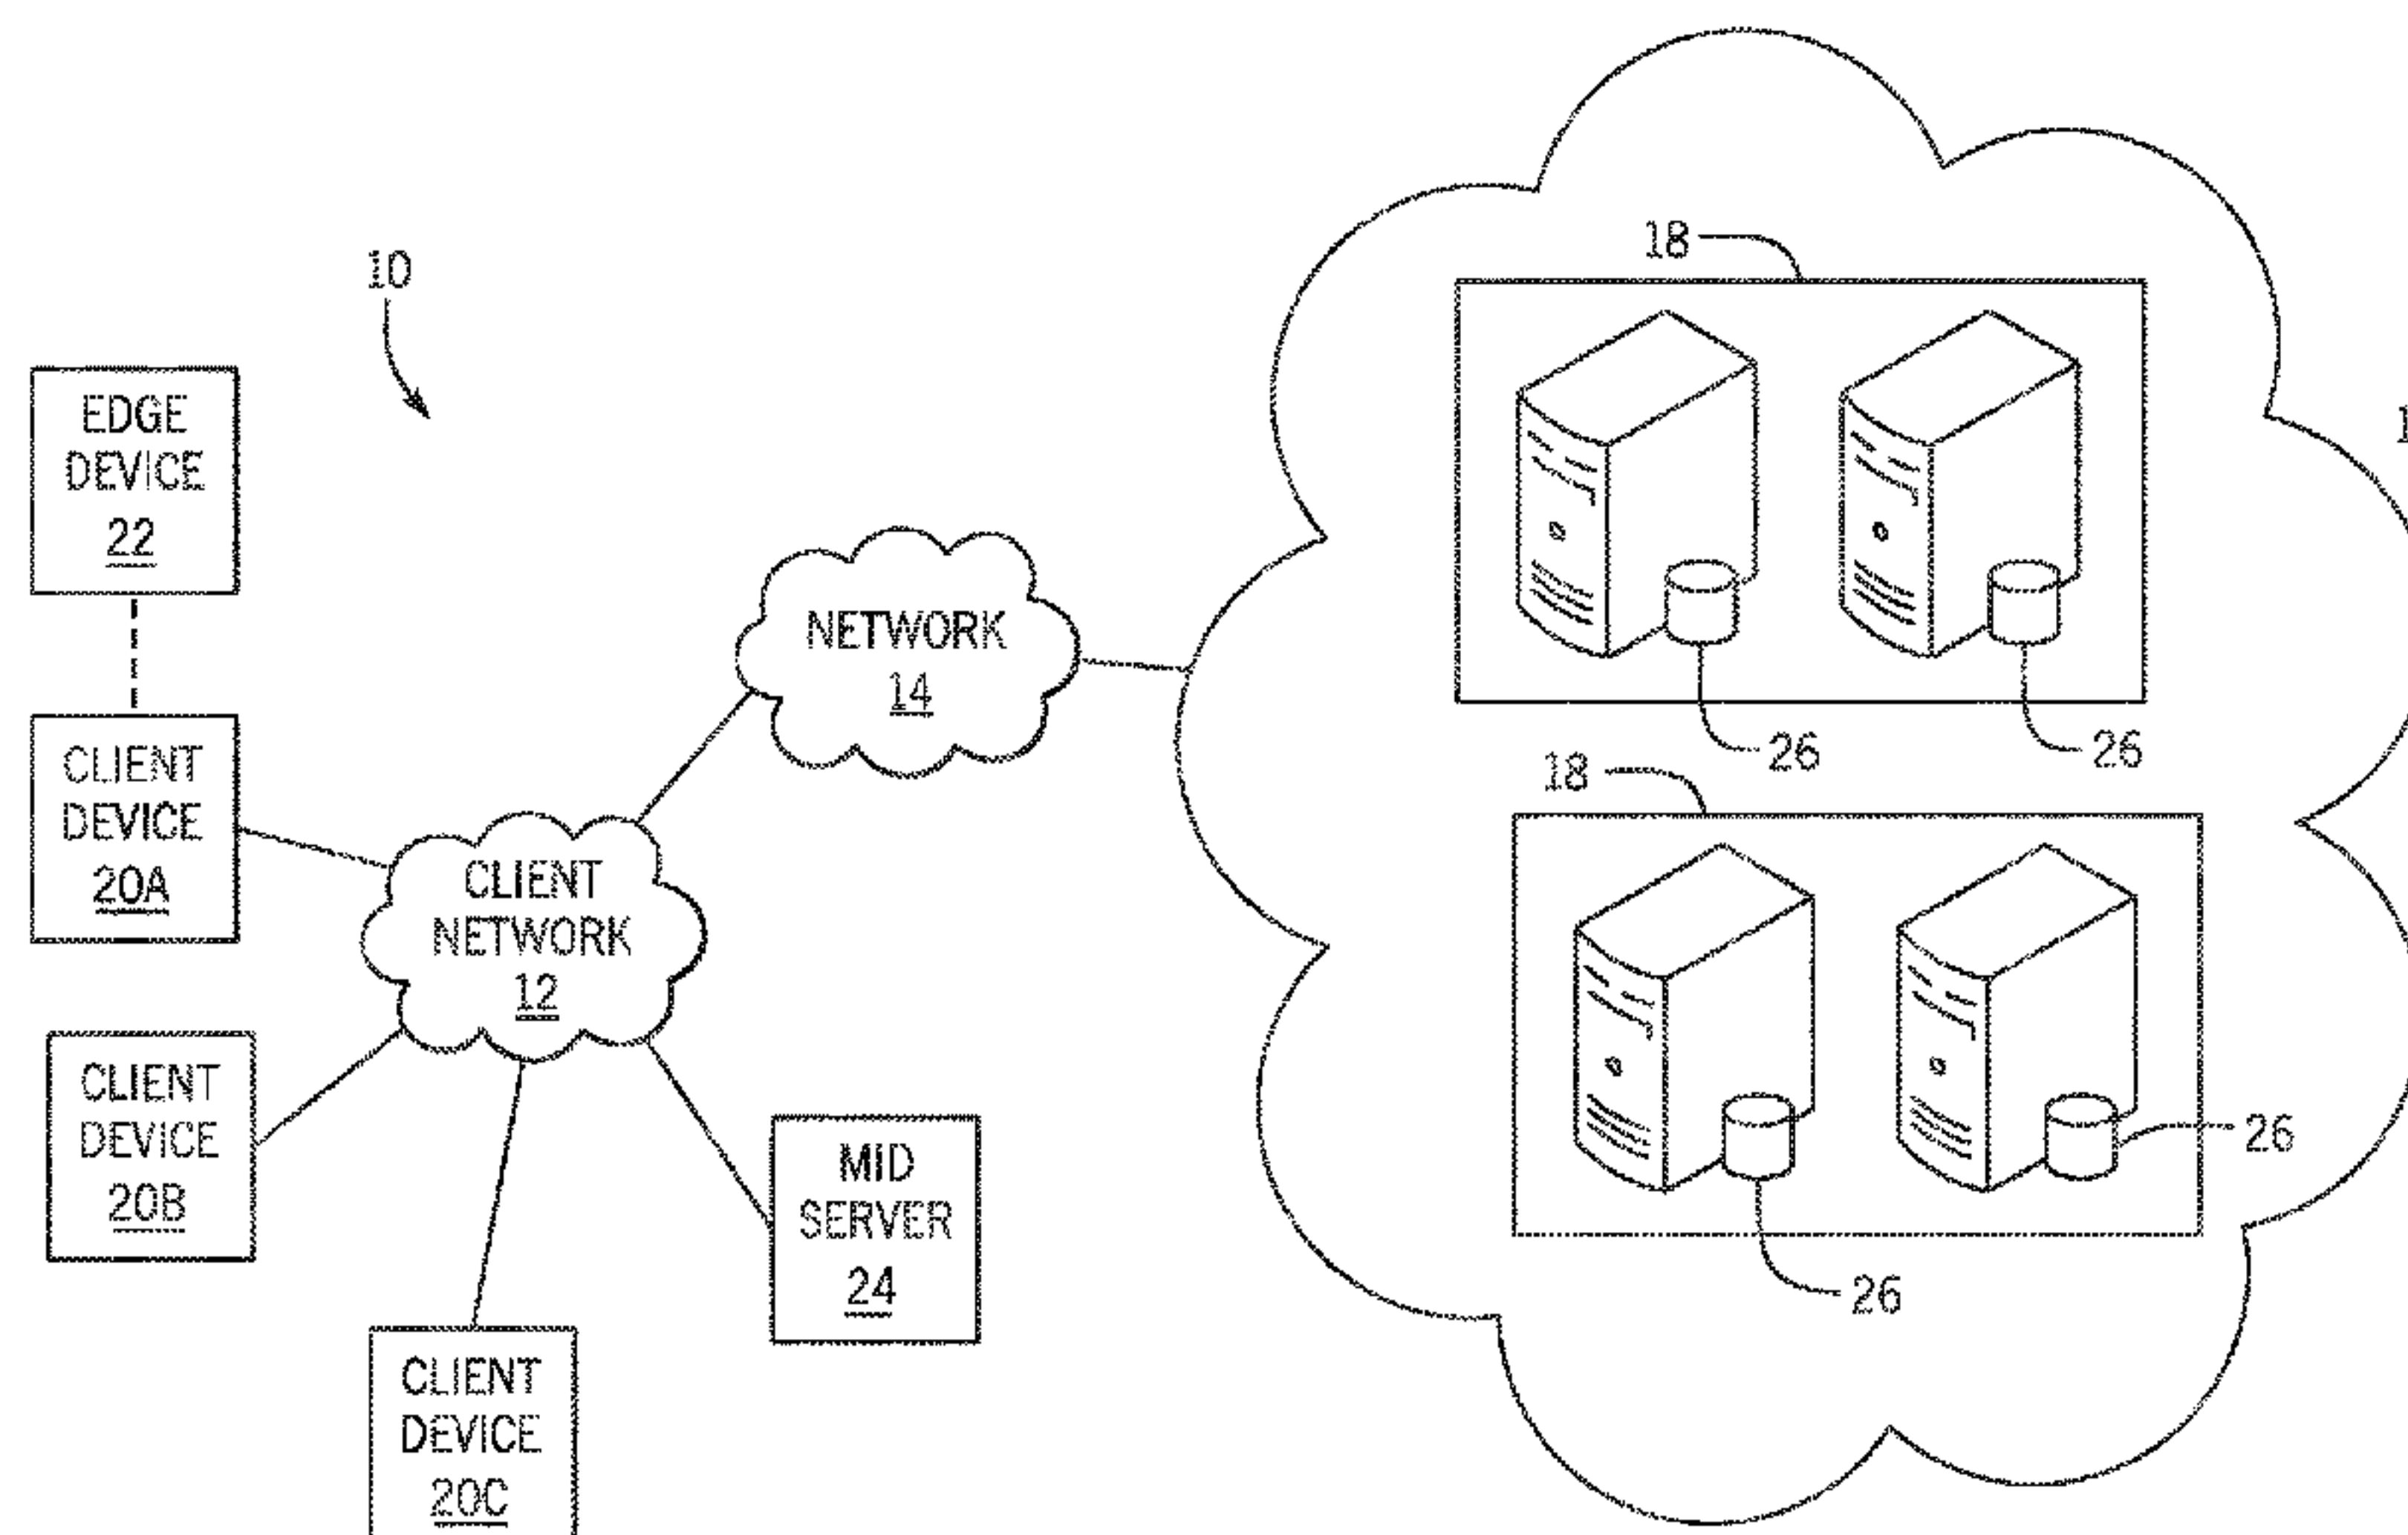 10
EDGE
DEVICE
22
CLIENT
DEVICE
20A
CLIENT
DEVICE
20B
CLIENT
DEVICE
20C
CLIENT
NETWORK
12
MID
SERVER
24
NETWORK
14
18
26
26
18
26
26